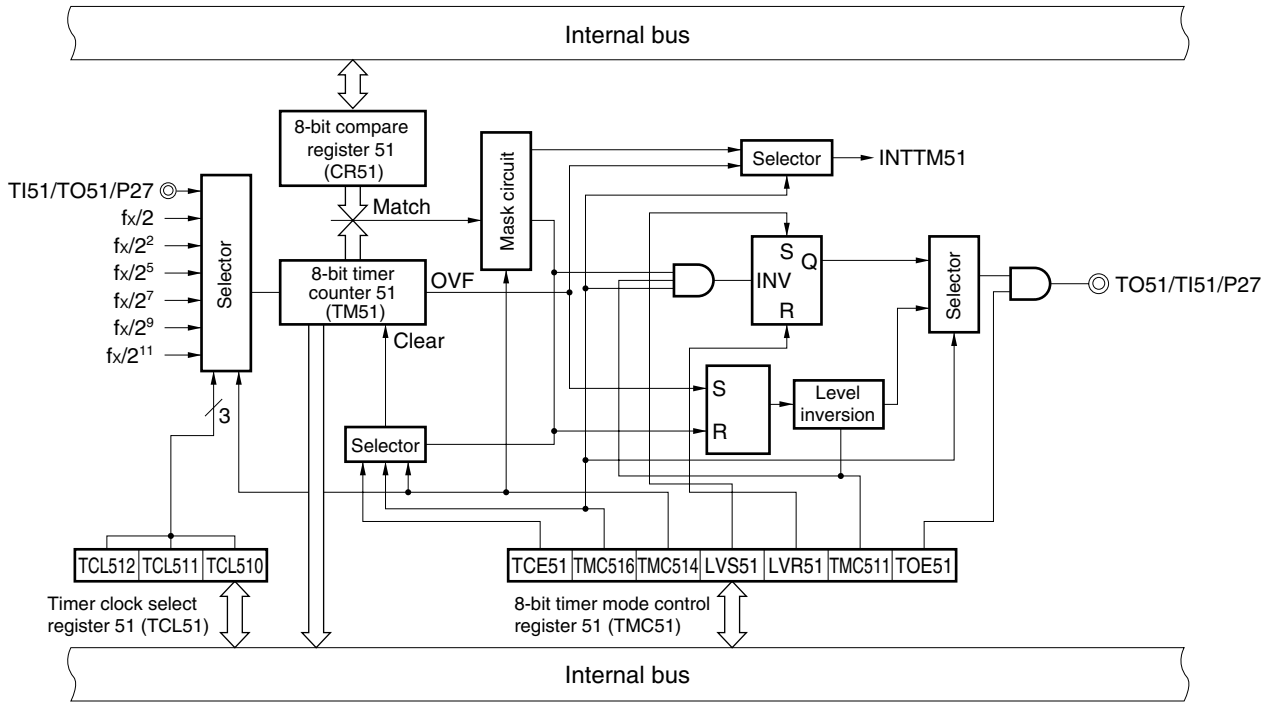 Internal bus
8-bit compare
register 51
(CR51)
Selector
INTTM51
Mask circuit
TI51/TO51/P27
Match
fx/2
fx/2²
fx/2⁵
fx/2⁷
fx/2⁹
fx/2¹¹
Selector
8-bit timer
counter 51
(TM51)
OVF
Clear
S
Q
INV
R
Selector
TO51/TI51/P27
S
R
Level
inversion
3
Selector
TCL512 TCL511 TCL510
TCE51 TMC516 TMC514 LVS51 LVR51 TMC511 TOE51
Timer clock select
register 51 (TCL51)
8-bit timer mode control
register 51 (TMC51)
Internal bus